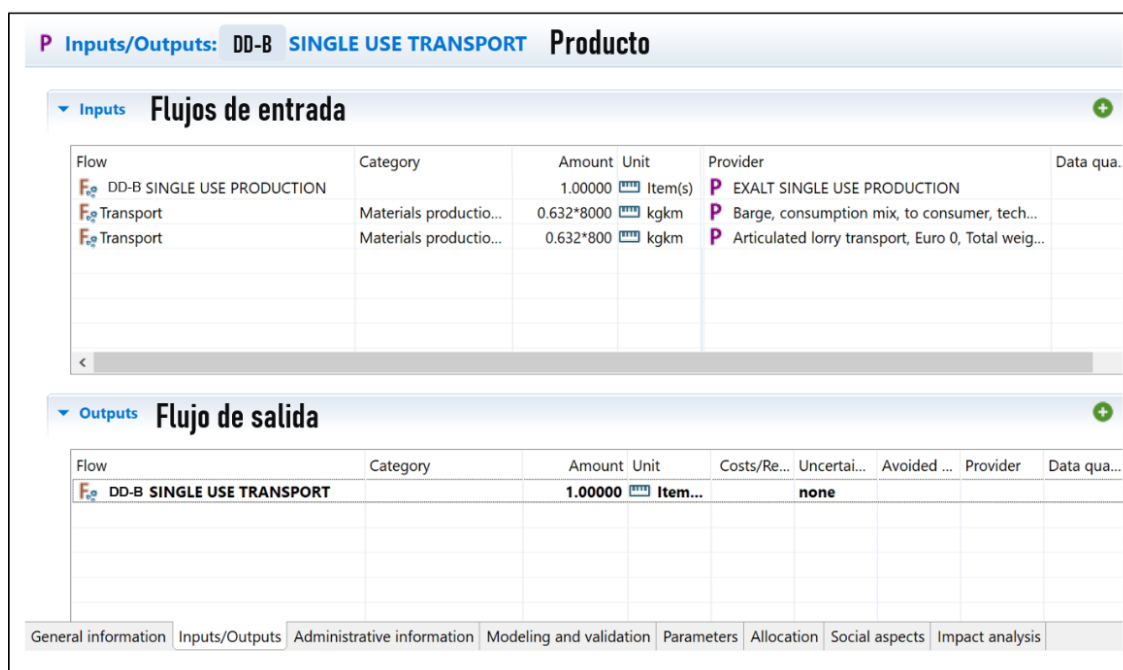 P Inputs/Outputs: DD-B SINGLE USE TRANSPORT Producto
Inputs Flujos de entrada
Flow Category Amount Unit Provider Data qua...
DD-B SINGLE USE PRODUCTION 1.00000 Item(s) P EXALT SINGLE USE PRODUCTION
Transport Materials productio... 0.632*8000 kgkm P Barge, consumption mix, to consumer, tech...
Transport Materials productio... 0.632*800 kgkm P Articulated lorry transport, Euro 0, Total weig...
Outputs Flujo de salida
Flow Category Amount Unit Costs/Re... Uncertai... Avoided ... Provider Data qua...
DD-B SINGLE USE TRANSPORT 1.00000 Item... none
General information Inputs/Outputs Administrative information Modeling and validation Parameters Allocation Social aspects Impact analysis